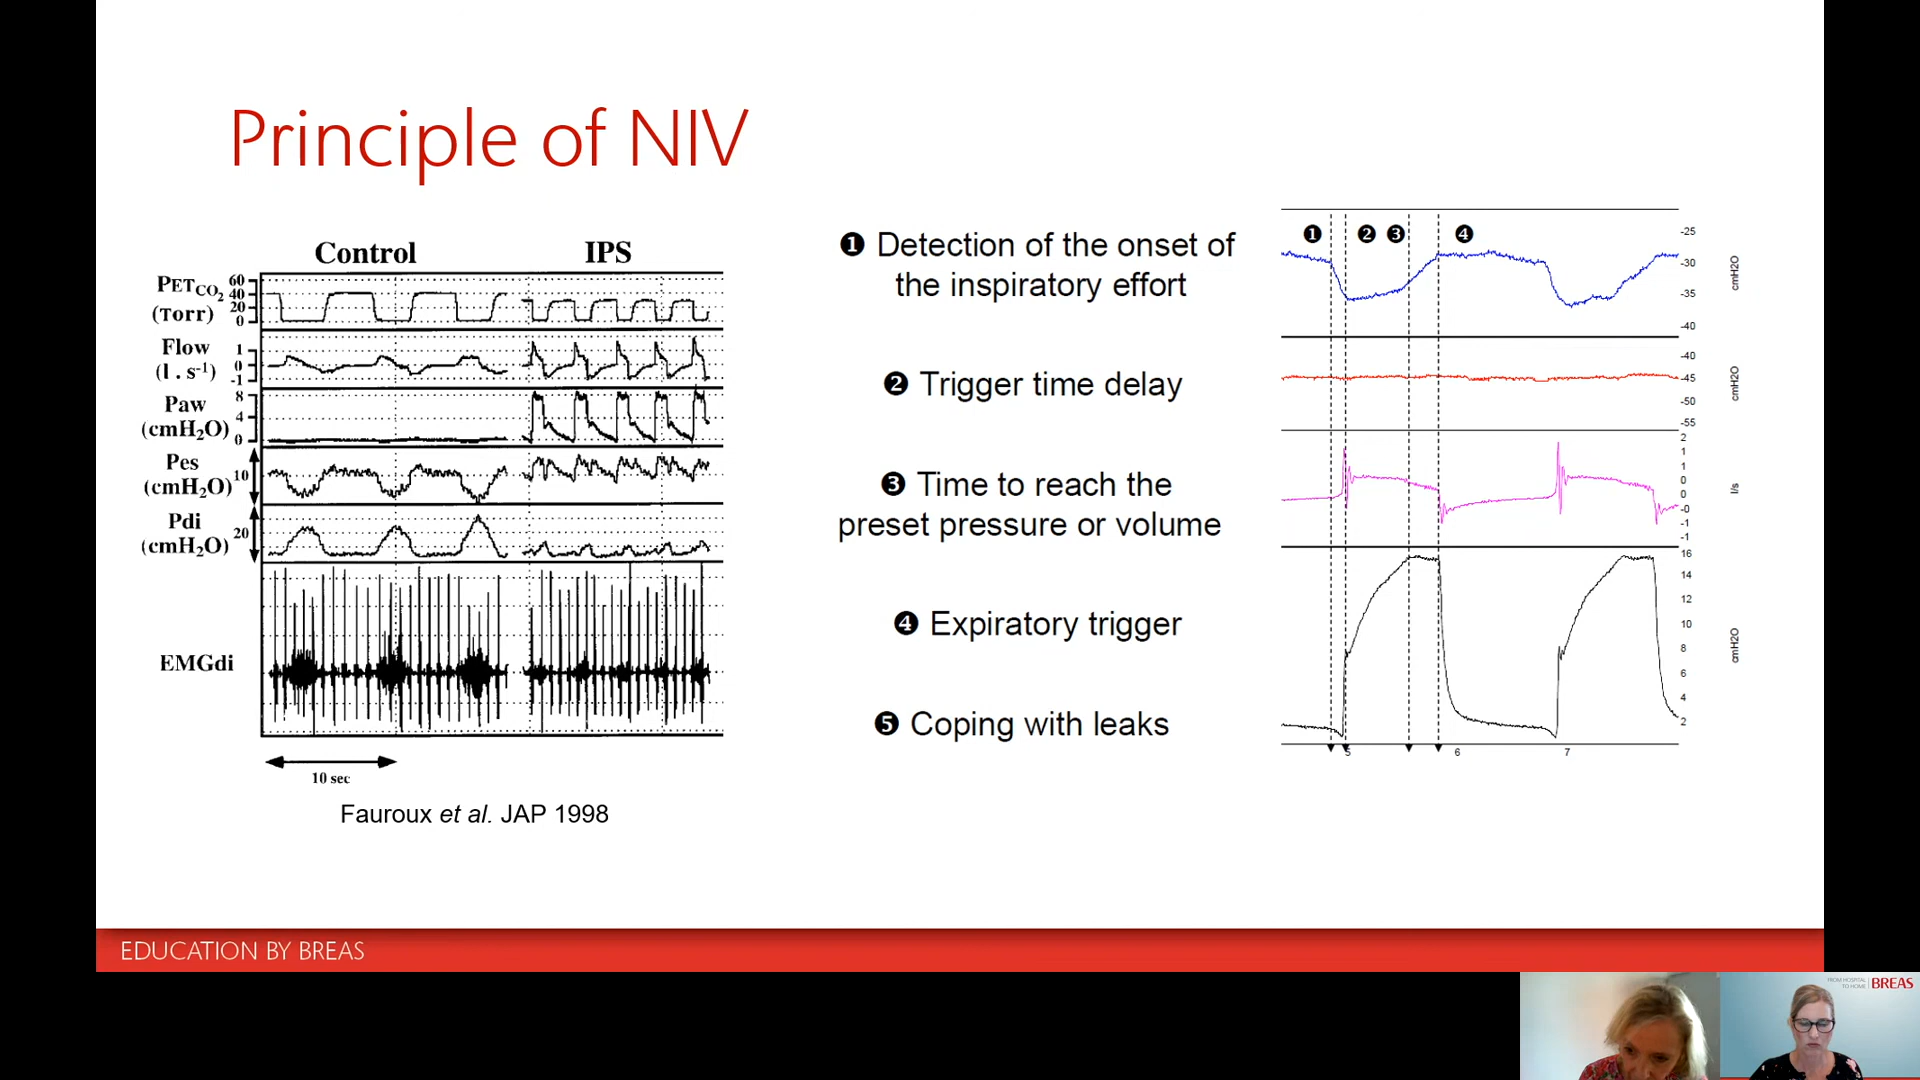 Principle of NIV
Control IPS
PETCO2
(Torr)
60
40
20
0
Flow
(l . s-1)
1
0
-1
Paw
(cmH2O)
8
4
0
Pes
(cmH2O)
10
Pdi
(cmH2O)
20
EMGdi
10 sec
Fauroux et al. JAP 1998
❶ Detection of the onset of
the inspiratory effort
❷ Trigger time delay
❸ Time to reach the
preset pressure or volume
❹ Expiratory trigger
❺ Coping with leaks
❶ ❷ ❸ ❹
-25
-30
-35
-40
cmH2O
-40
-45
-50
-55
cmH2O
2
1
1
0
0
-0
-1
-1
l/s
16
14
12
10
8
6
4
2
cmH2O
5 6 7
EDUCATION BY BREAS
FROM HOSPITAL
TO HOME
BREAS